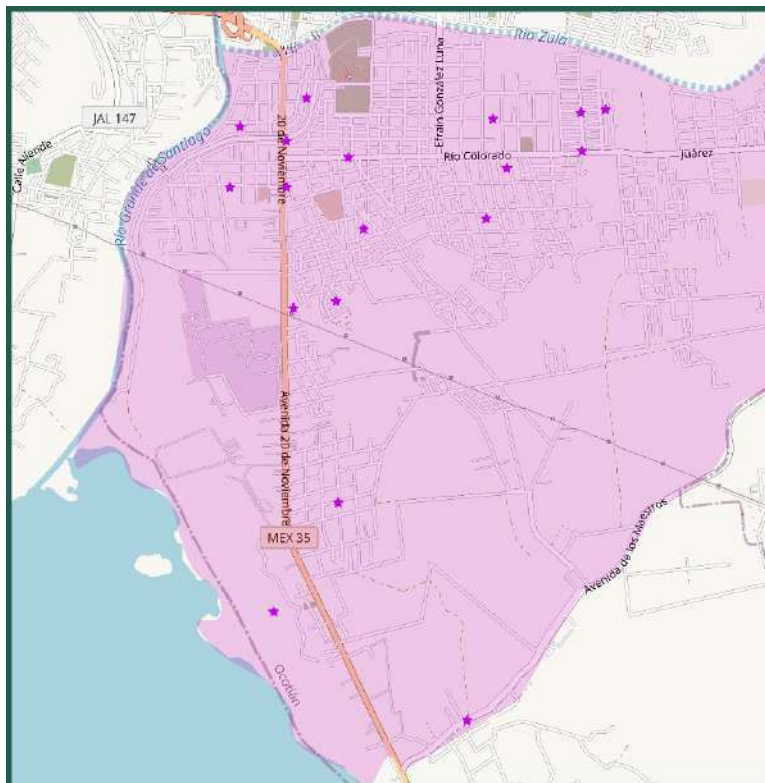 Río Zula
Efraín González Luna
JAL 147
20 de Noviembre
Río Grande de Santiago
Calle Allende
Río Colorado
Juárez
Avenida 20 de Noviembre
Avenida de los Maestros
MEX 35
Ocotlán